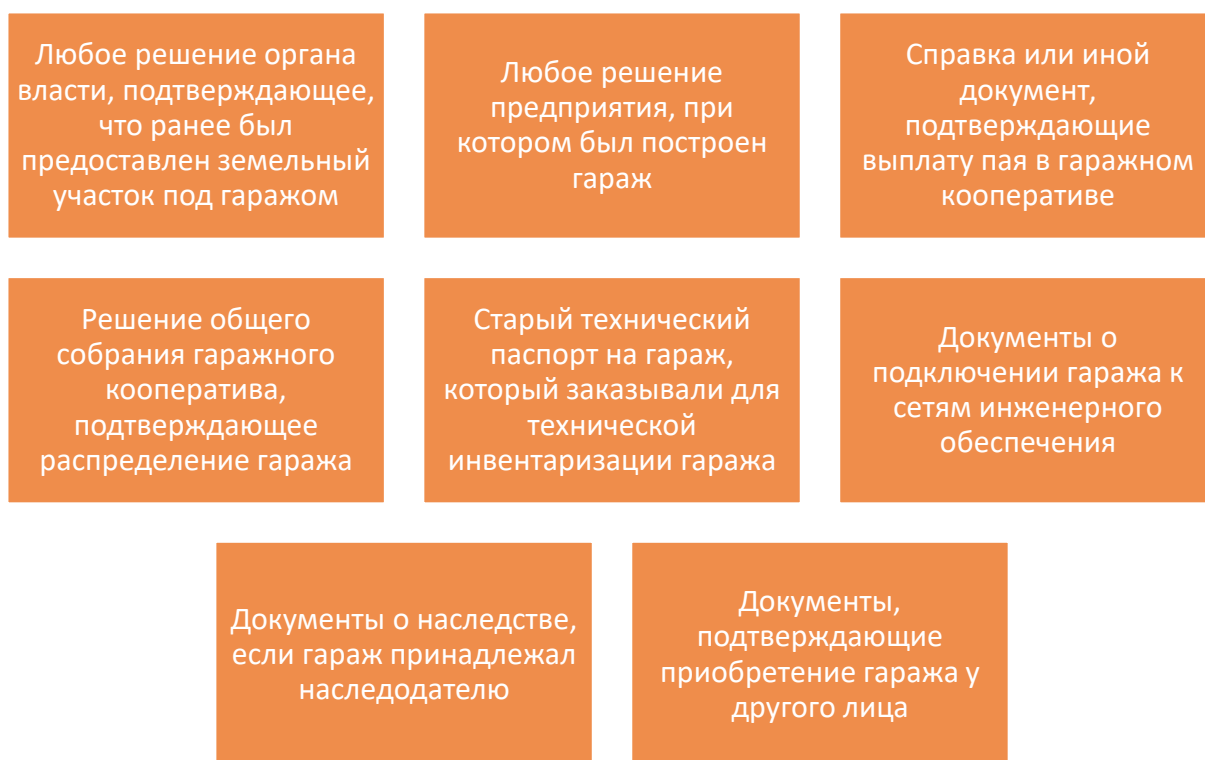 Любое решение органа
власти, подтверждающее,
что ранее был
предоставлен земельный
участок под гаражом
Любое решение
предприятия, при
котором был построен
гараж
Справка или иной
документ,
подтверждающие
выплату пая в гаражном
кооперативе
Решение общего
собрания гаражного
кооператива,
подтверждающее
распределение гаража
Старый технический
паспорт на гараж,
который заказывали для
технической
инвентаризации гаража
Документы о
подключении гаража к
сетям инженерного
обеспечения
Документы о наследстве,
если гараж принадлежал
наследодателю
Документы,
подтверждающие
приобретение гаража у
другого лица